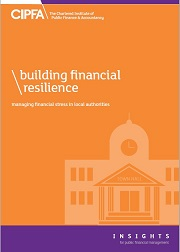 CIPFA The Chartered Institute of
Public Finance & Accountancy
\building financial
\resilience
managing financial stress in local authorities
INSIGHTS
for public financial management